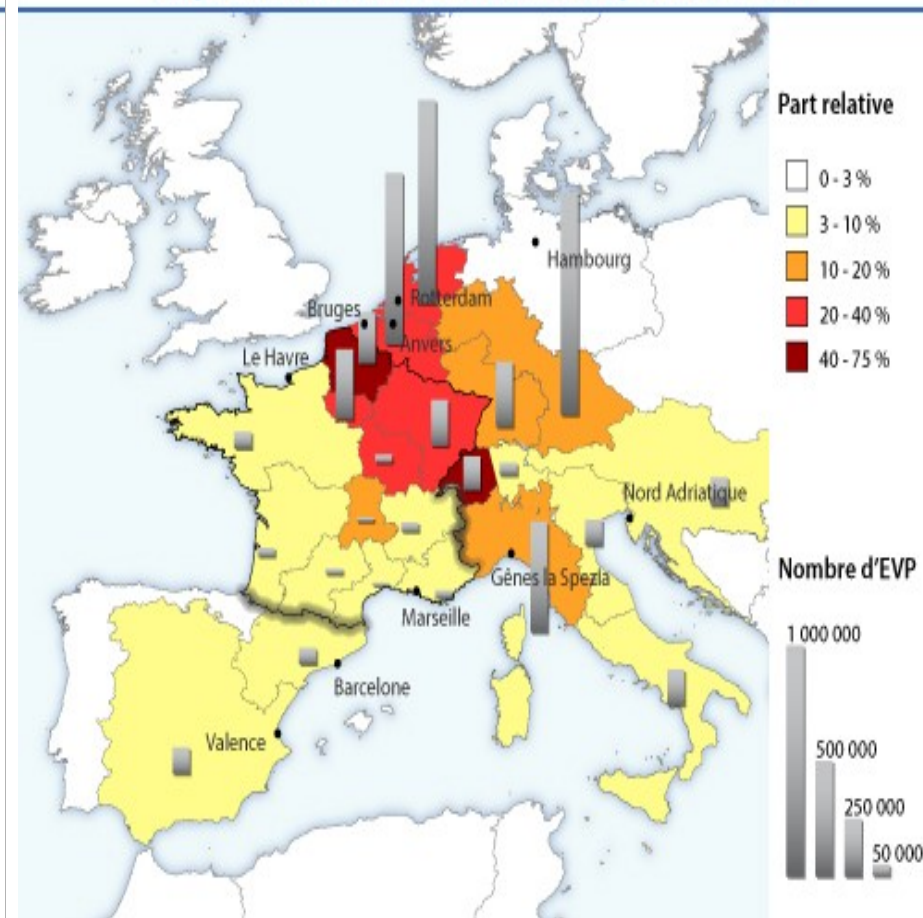 Part relative
0 - 3 %
3 - 10 %
10 - 20 %
20 - 40 %
40 - 75 %
Hambourg
Rotterdam
Bruges
Anvers
Le Havre
Nord Adriatique
Gênes la Spezia
Marseille
Barcelone
Valence
Nombre d'EVP
1 000 000
500 000
250 000
50 000